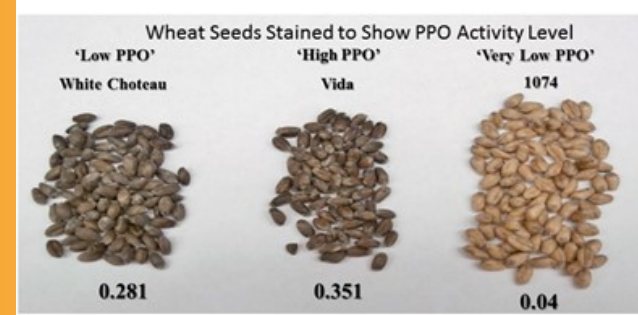 Wheat Seeds Stained to Show PPO Activity Level
‘Low PPO’ ‘High PPO’ ‘Very Low PPO’
White Choteau Vida 1074
0.281 0.351 0.04